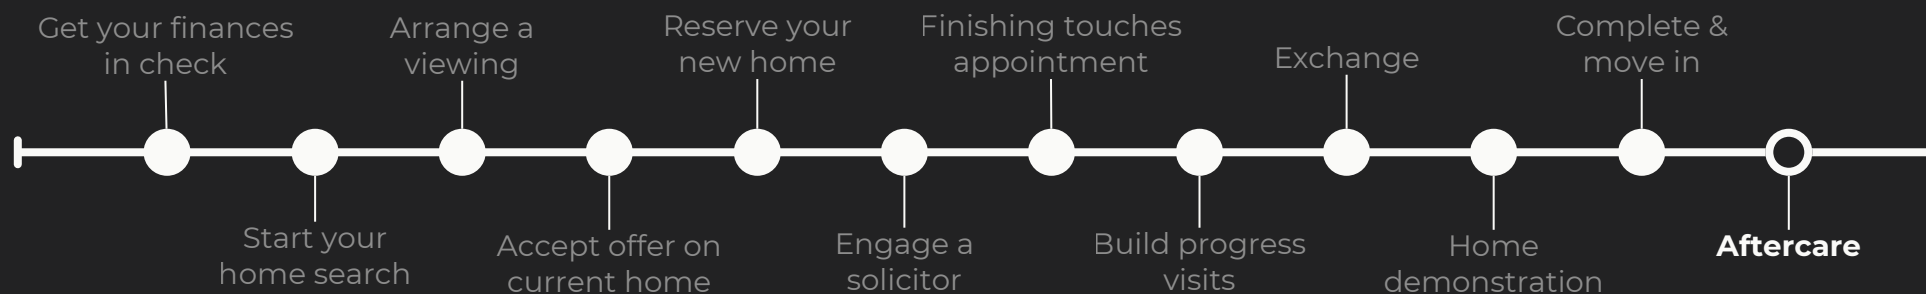 Get your finances
in check
Start your
home search
Arrange a
viewing
Accept offer on
current home
Reserve your
new home
Engage a
solicitor
Finishing touches
appointment
Build progress
visits
Exchange
Home
demonstration
Complete &
move in
Aftercare